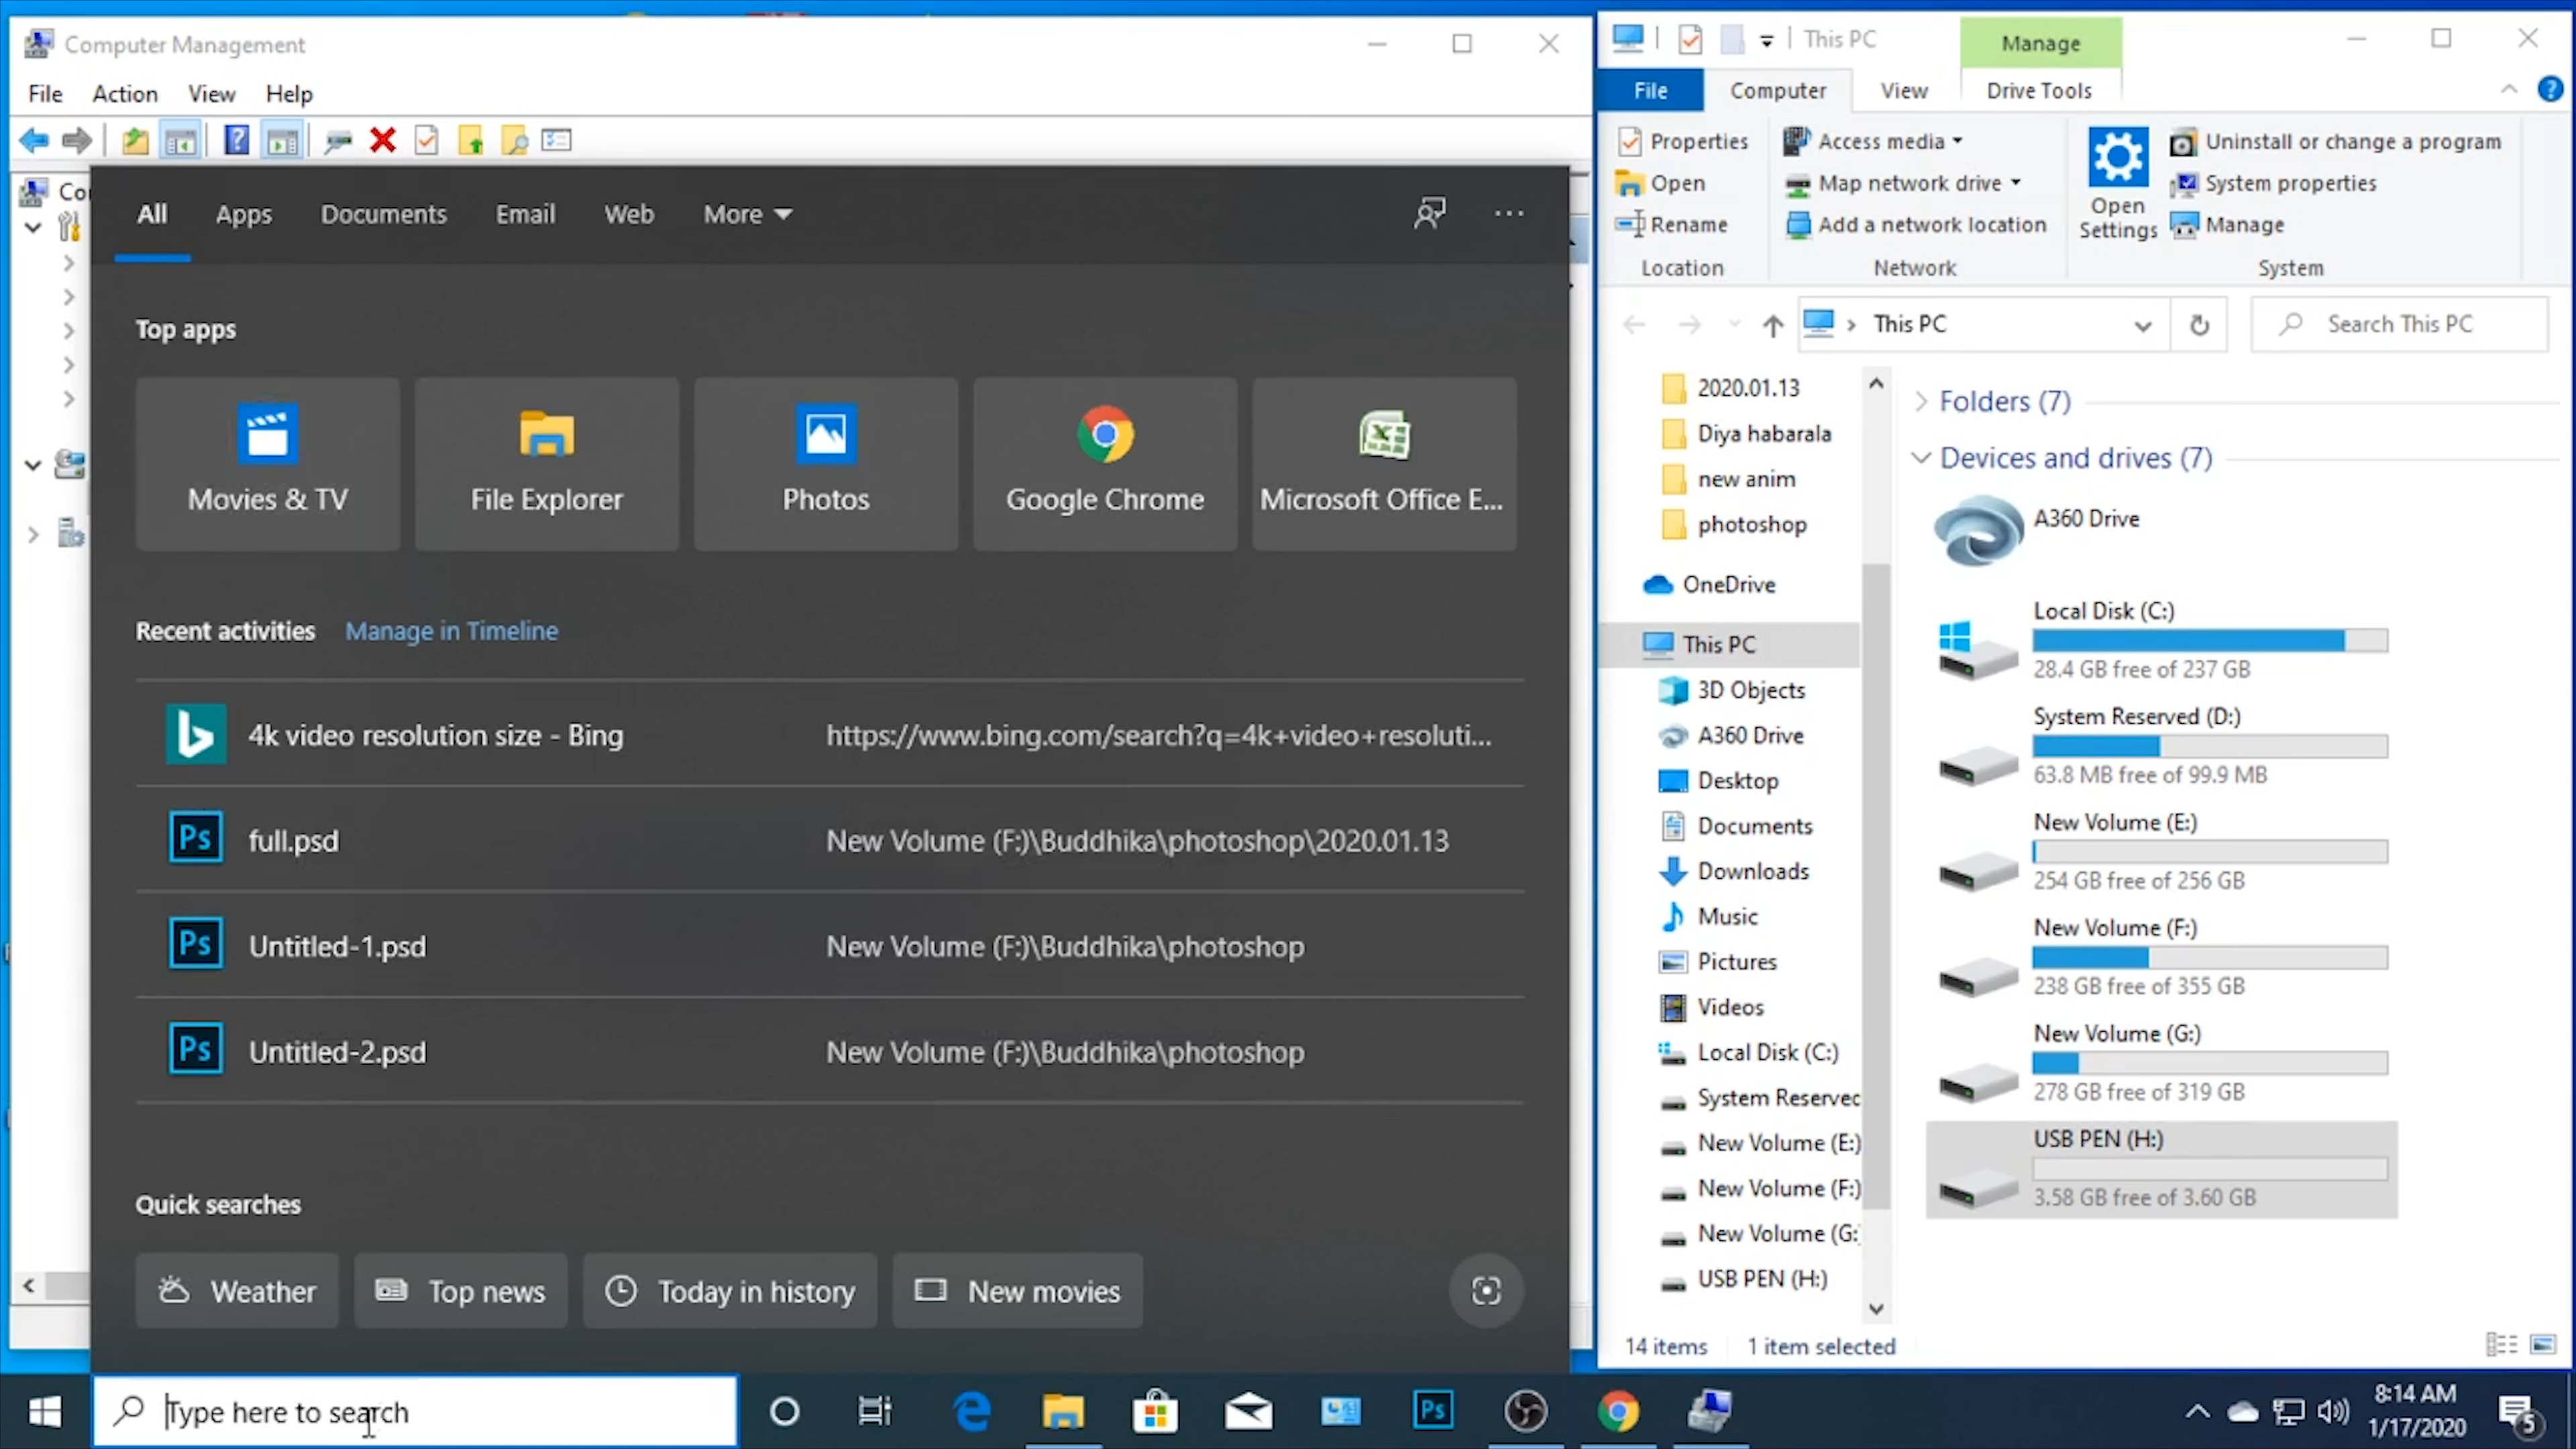 Computer Management
File Action View Help
Co
All Apps Documents Email Web More
Top apps
Movies & TV
File Explorer
Photos
Google Chrome
Microsoft Office E...
Recent activities Manage in Timeline
4k video resolution size - Bing https://www.bing.com/search?q=4k+video+resoluti...
full.psd New Volume (F:)\Buddhika\photoshop\2020.01.13
Untitled-1.psd New Volume (F:)\Buddhika\photoshop
Untitled-2.psd New Volume (F:)\Buddhika\photoshop
Quick searches
Weather Top news Today in history New movies
Type here to search
This PC
Manage
File Computer View Drive Tools
Properties
Open
Rename
Location
Access media
Map network drive
Add a network location
Network
Open
Settings
Uninstall or change a program
System properties
Manage
System
This PC
Search This PC
2020.01.13
Diya habarala
new anim
photoshop
OneDrive
This PC
3D Objects
A360 Drive
Desktop
Documents
Downloads
Music
Pictures
Videos
Local Disk (C:)
System Reserved
New Volume (E:)
New Volume (F:)
New Volume (G:
USB PEN (H:)
Folders (7)
Devices and drives (7)
A360 Drive
Local Disk (C:)
28.4 GB free of 237 GB
System Reserved (D:)
63.8 MB free of 99.9 MB
New Volume (E:)
254 GB free of 256 GB
New Volume (F:)
238 GB free of 355 GB
New Volume (G:)
278 GB free of 319 GB
USB PEN (H:)
3.58 GB free of 3.60 GB
14 items 1 item selected
Ps
8:14 AM
1/17/2020
5